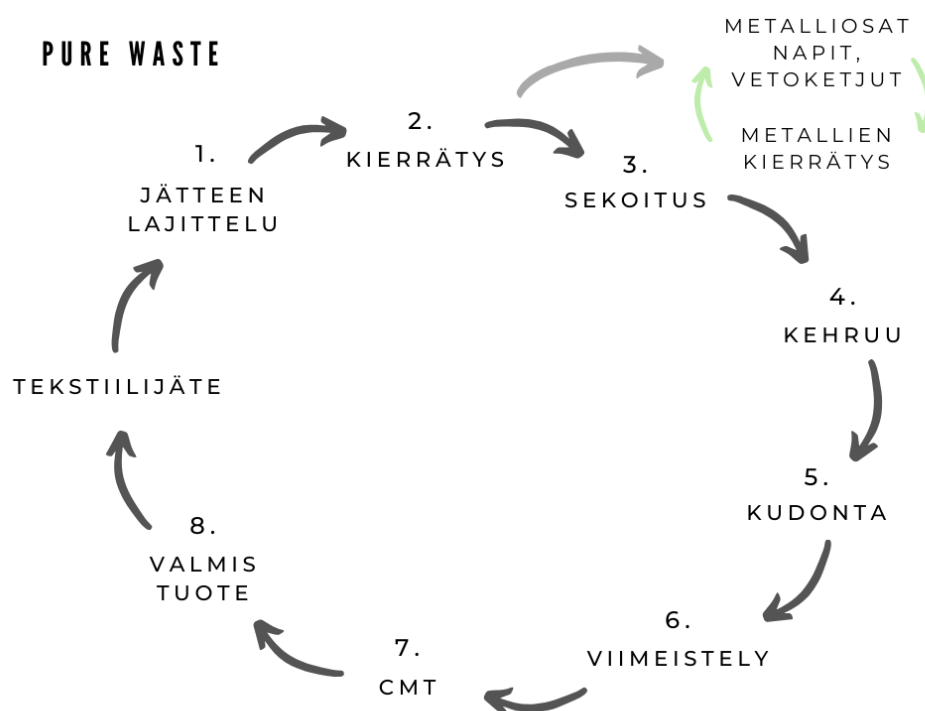 PURE WASTE
METALLIOSAT
NAPIT,
VETOKETJUT
METALLIEN
KIERRÄTYS
1.
JÄTTEEN
LAJITTELU
2.
KIERRÄTYS
3.
SEKOITUS
4.
KEHRUU
5.
KUDONTA
6.
VIIMEISTELY
7.
CMT
8.
VALMIS
TUOTE
TEKSTIILIJÄTE